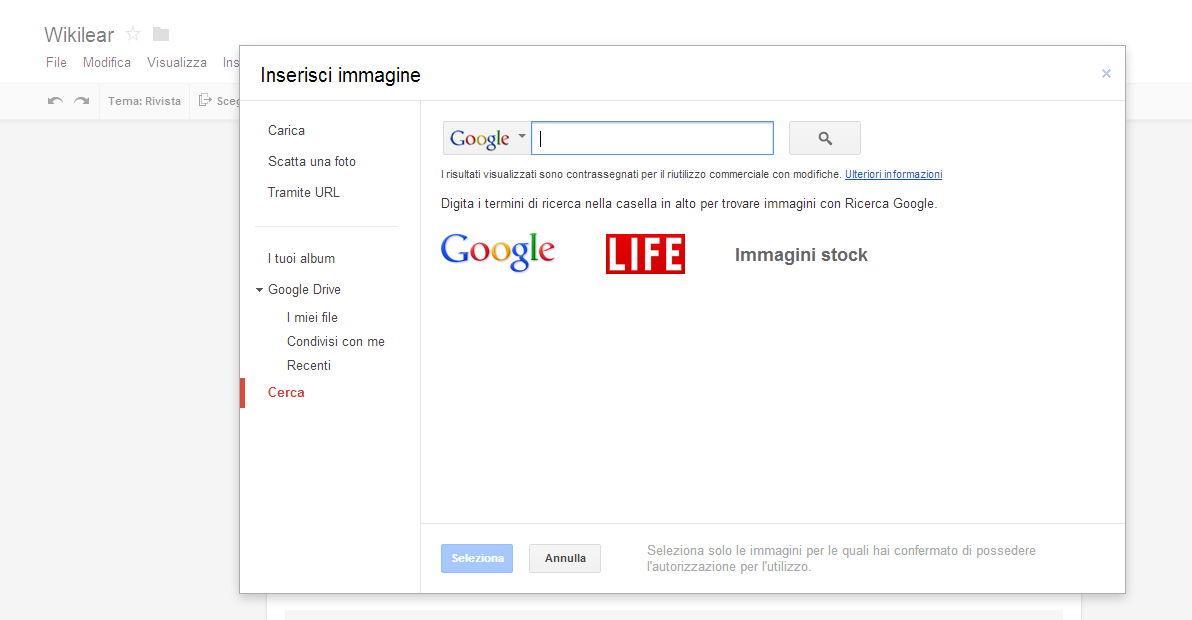 Wikilear
File Modifica Visualizza Ins
Tema: Rivista Sceg
Inserisci immagine
×
Carica
Scatta una foto
Tramite URL
I tuoi album
Google Drive
I miei file
Condivisi con me
Recenti
Cerca
Google
I risultati visualizzati sono contrassegnati per il riutilizzo commerciale con modifiche. Ulteriori informazioni
Digita i termini di ricerca nella casella in alto per trovare immagini con Ricerca Google.
Google LIFE Immagini stock
Seleziona Annulla
Seleziona solo le immagini per le quali hai confermato di possedere
l'autorizzazione per l'utilizzo.